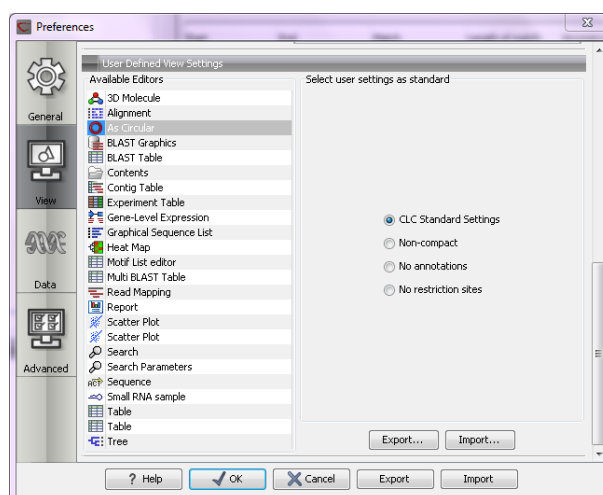 Preferences
General
View
Data
Advanced
User Defined View Settings
Available Editors
3D Molecule
Alignment
As Circular
BLAST Graphics
BLAST Table
Contents
Contig Table
Experiment Table
Gene-Level Expression
Graphical Sequence List
Heat Map
Motif List editor
Multi BLAST Table
Read Mapping
Report
Scatter Plot
Scatter Plot
Search
Search Parameters
Sequence
Small RNA sample
Table
Table
Tree
Select user settings as standard
CLC Standard Settings
Non-compact
No annotations
No restriction sites
Export... Import...
? Help OK Cancel Export Import